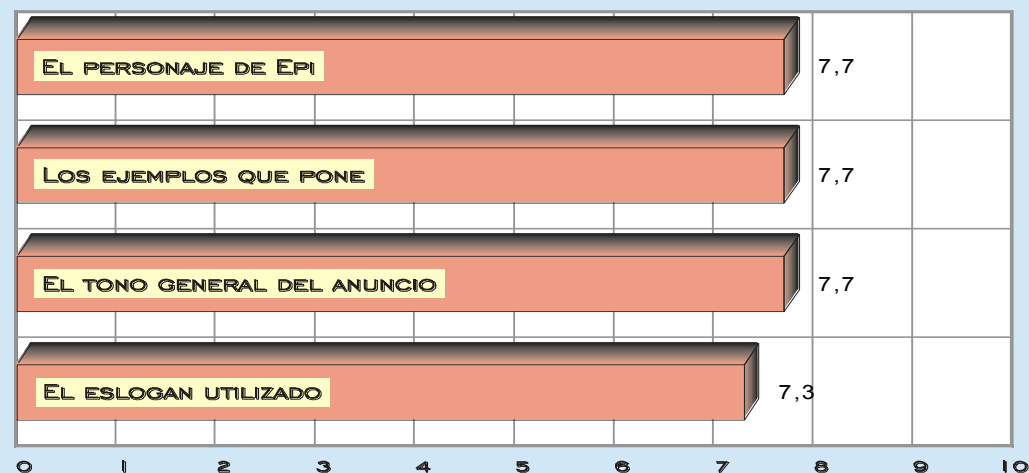 El personaje de Epi
7,7
Los ejemplos que pone
7,7
El tono general del anuncio
7,7
El eslogan utilizado
7,3
0 1 2 3 4 5 6 7 8 9 10